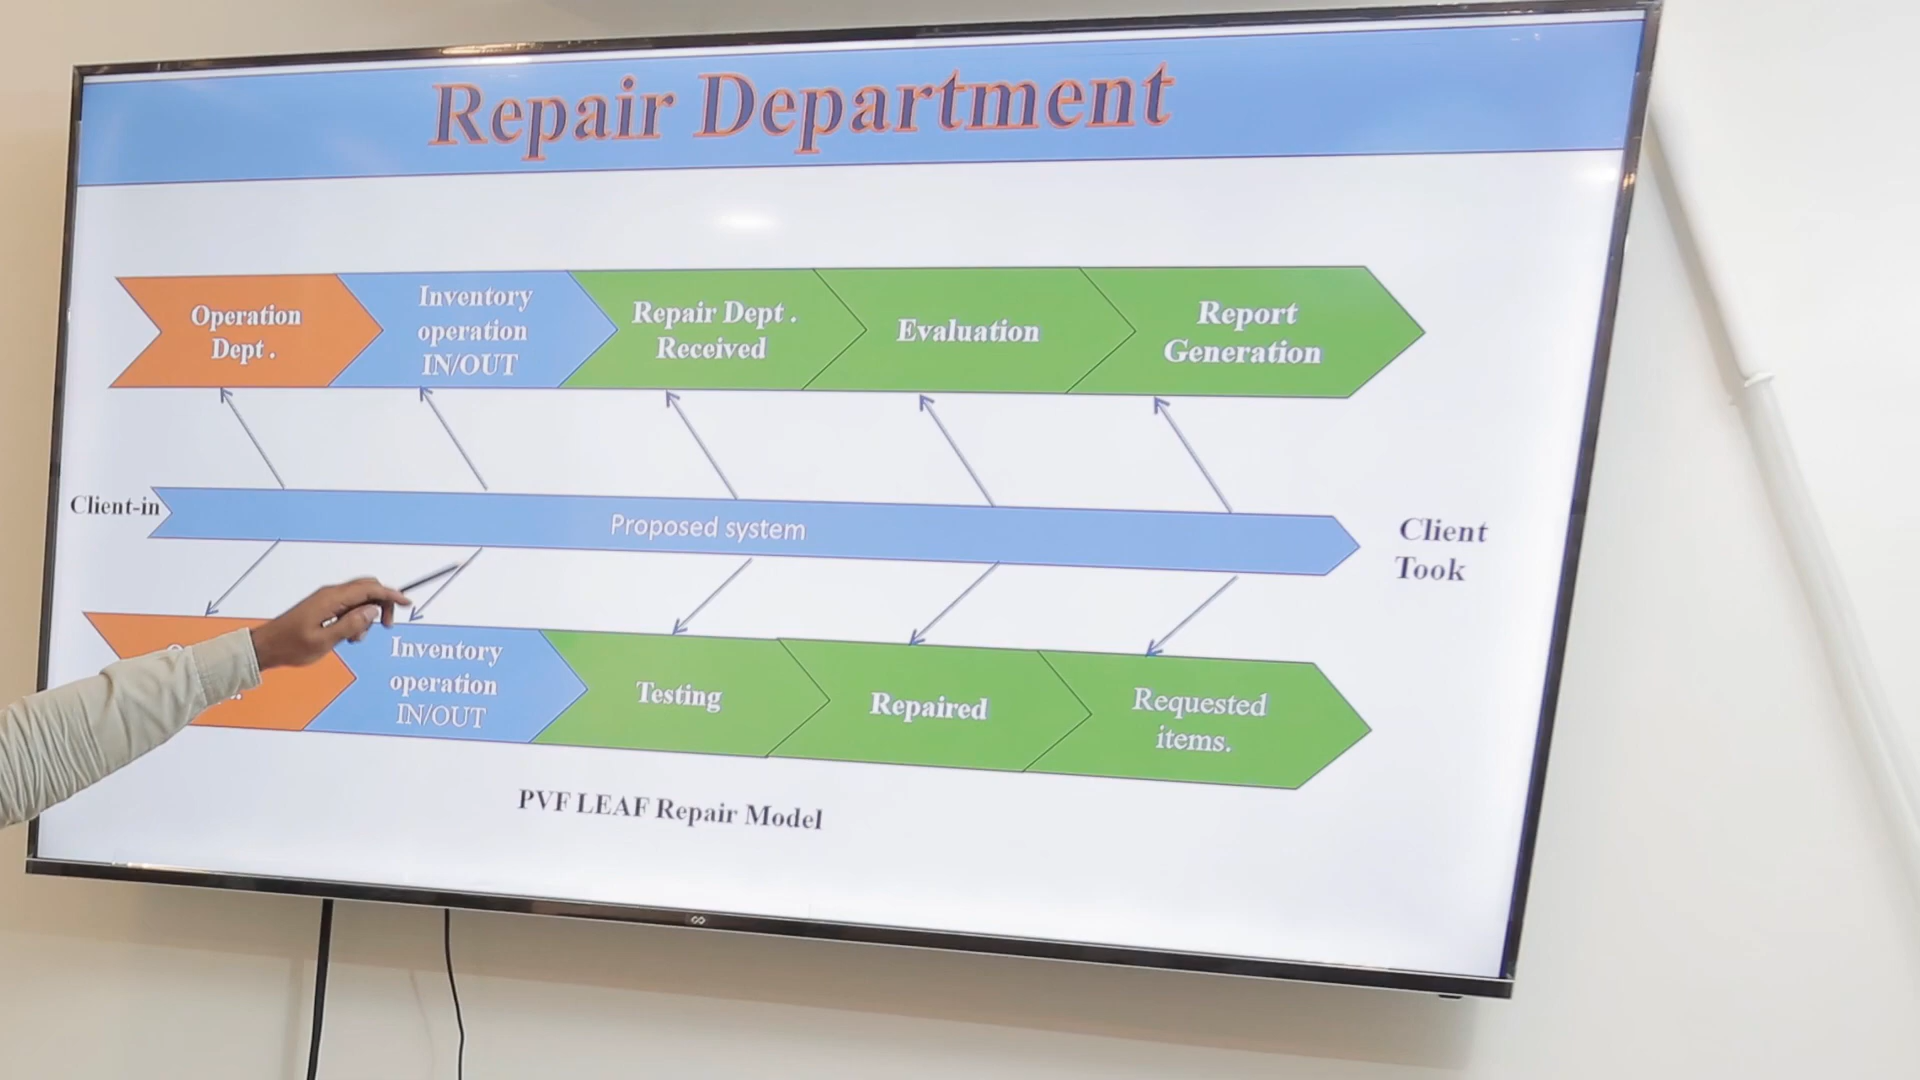 Repair Department
Operation
Dept .
Inventory
operation
IN/OUT
Repair Dept .
Received
Evaluation
Report
Generation
Client-in
Proposed system
Client
Took
Inventory
operation
IN/OUT
Testing
Repaired
Requested
items.
PVF LEAF Repair Model